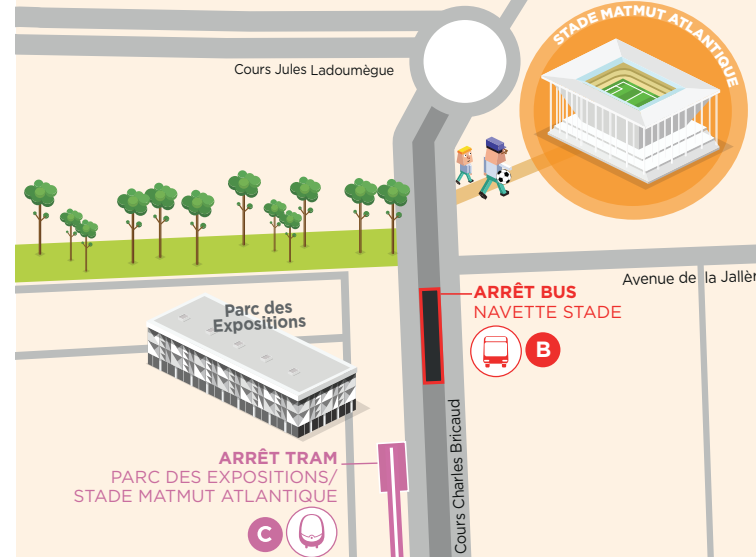 STADE MATMUT ATLANTIQUE
Cours Jules Ladoumègue
Avenue de la Jallèr
ARRÊT BUS
NAVETTE STADE
B
Parc des
Expositions
Cours Charles Bricaud
ARRÊT TRAM
PARC DES EXPOSITIONS/
STADE MATMUT ATLANTIQUE
C